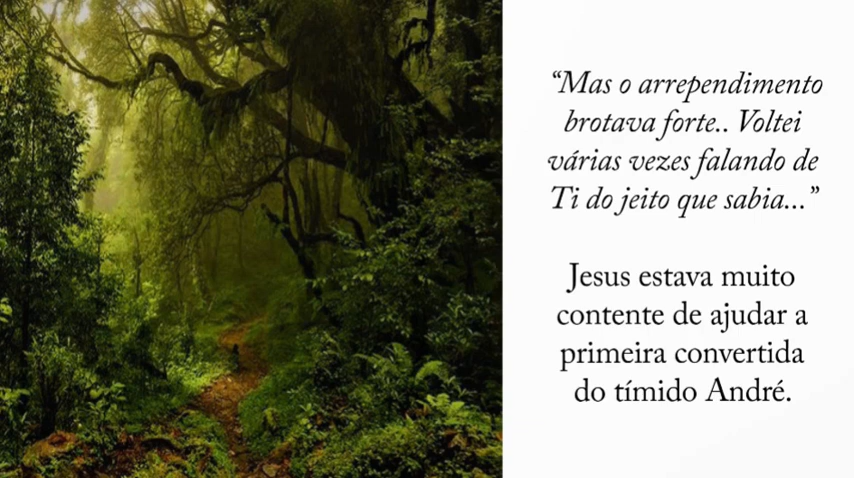 “Mas o arrependimento
brotava forte.. Voltei
várias vezes falando de
Ti do jeito que sabia...”
Jesus estava muito
contente de ajudar a
primeira convertida
do tímido André.